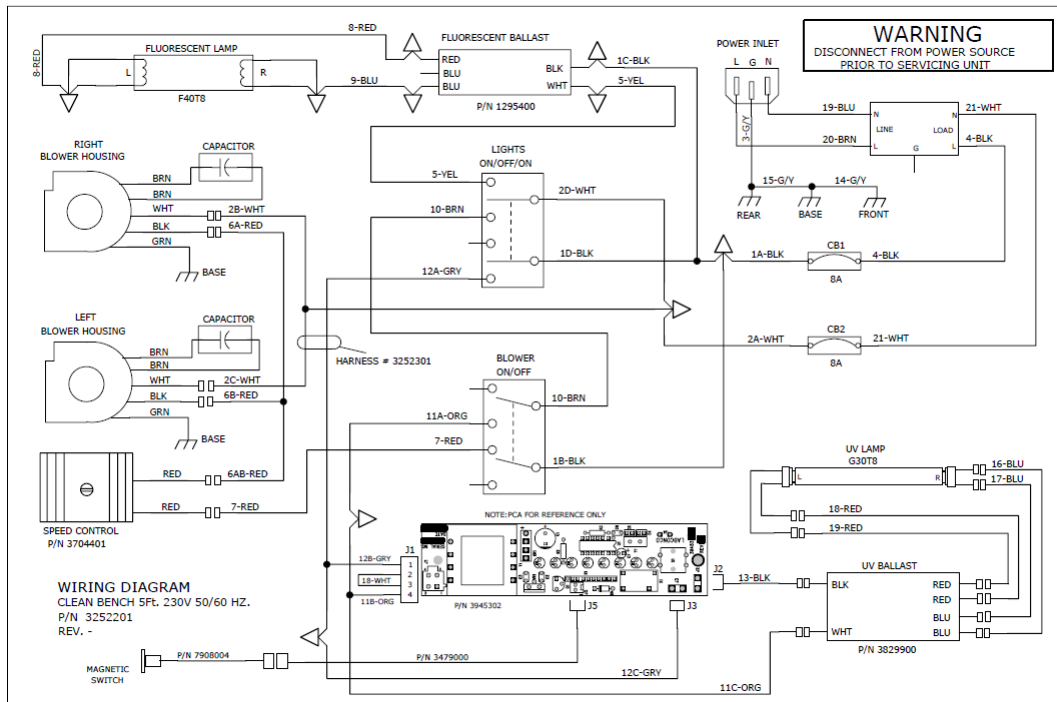 8-RED
FLUORESCENT LAMP
FLUORESCENT BALLAST
POWER INLET
WARNING
DISCONNECT FROM POWER SOURCE
PRIOR TO SERVICING UNIT
8-RED
L
R
F40T8
9-BLU
RED
BLU
BLU
BLK
WHT
1C-BLK
5-YEL
P/N 1295400
L G N
3-G/Y
19-BLU
20-BRN
N
LINE
L
N
LOAD
L
G
21-WHT
4-BLK
15-G/Y
14-G/Y
REAR
BASE
FRONT
RIGHT
BLOWER HOUSING
CAPACITOR
BRN
BRN
WHT
2B-WHT
BLK
6A-RED
GRN
BASE
LIGHTS
ON/OFF/ON
5-YEL
10-BRN
12A-GRY
2D-WHT
1D-BLK
1A-BLK
CB1
8A
4-BLK
2A-WHT
CB2
8A
21-WHT
LEFT
BLOWER HOUSING
CAPACITOR
BRN
BRN
WHT
2C-WHT
BLK
6B-RED
GRN
BASE
HARNESS # 3252301
BLOWER
ON/OFF
10-BRN
11A-ORG
7-RED
1B-BLK
RED
6AB-RED
RED
7-RED
SPEED CONTROL
P/N 3704401
UV LAMP
G30T8
L
R
16-BLU
17-BLU
18-RED
19-RED
NOTE:PCA FOR REFERENCE ONLY
J1
12B-GRY
18-WHT
11B-ORG
1
2
3
4
LABCONCO
P/N 3945302
J5
J3
J2
13-BLK
BLK
WHT
UV BALLAST
RED
RED
BLU
BLU
P/N 3829900
WIRING DIAGRAM
CLEAN BENCH 5Ft. 230V 50/60 HZ.
P/N 3252201
REV. -
MAGNETIC
SWITCH
P/N 7908004
P/N 3479000
12C-GRY
11C-ORG